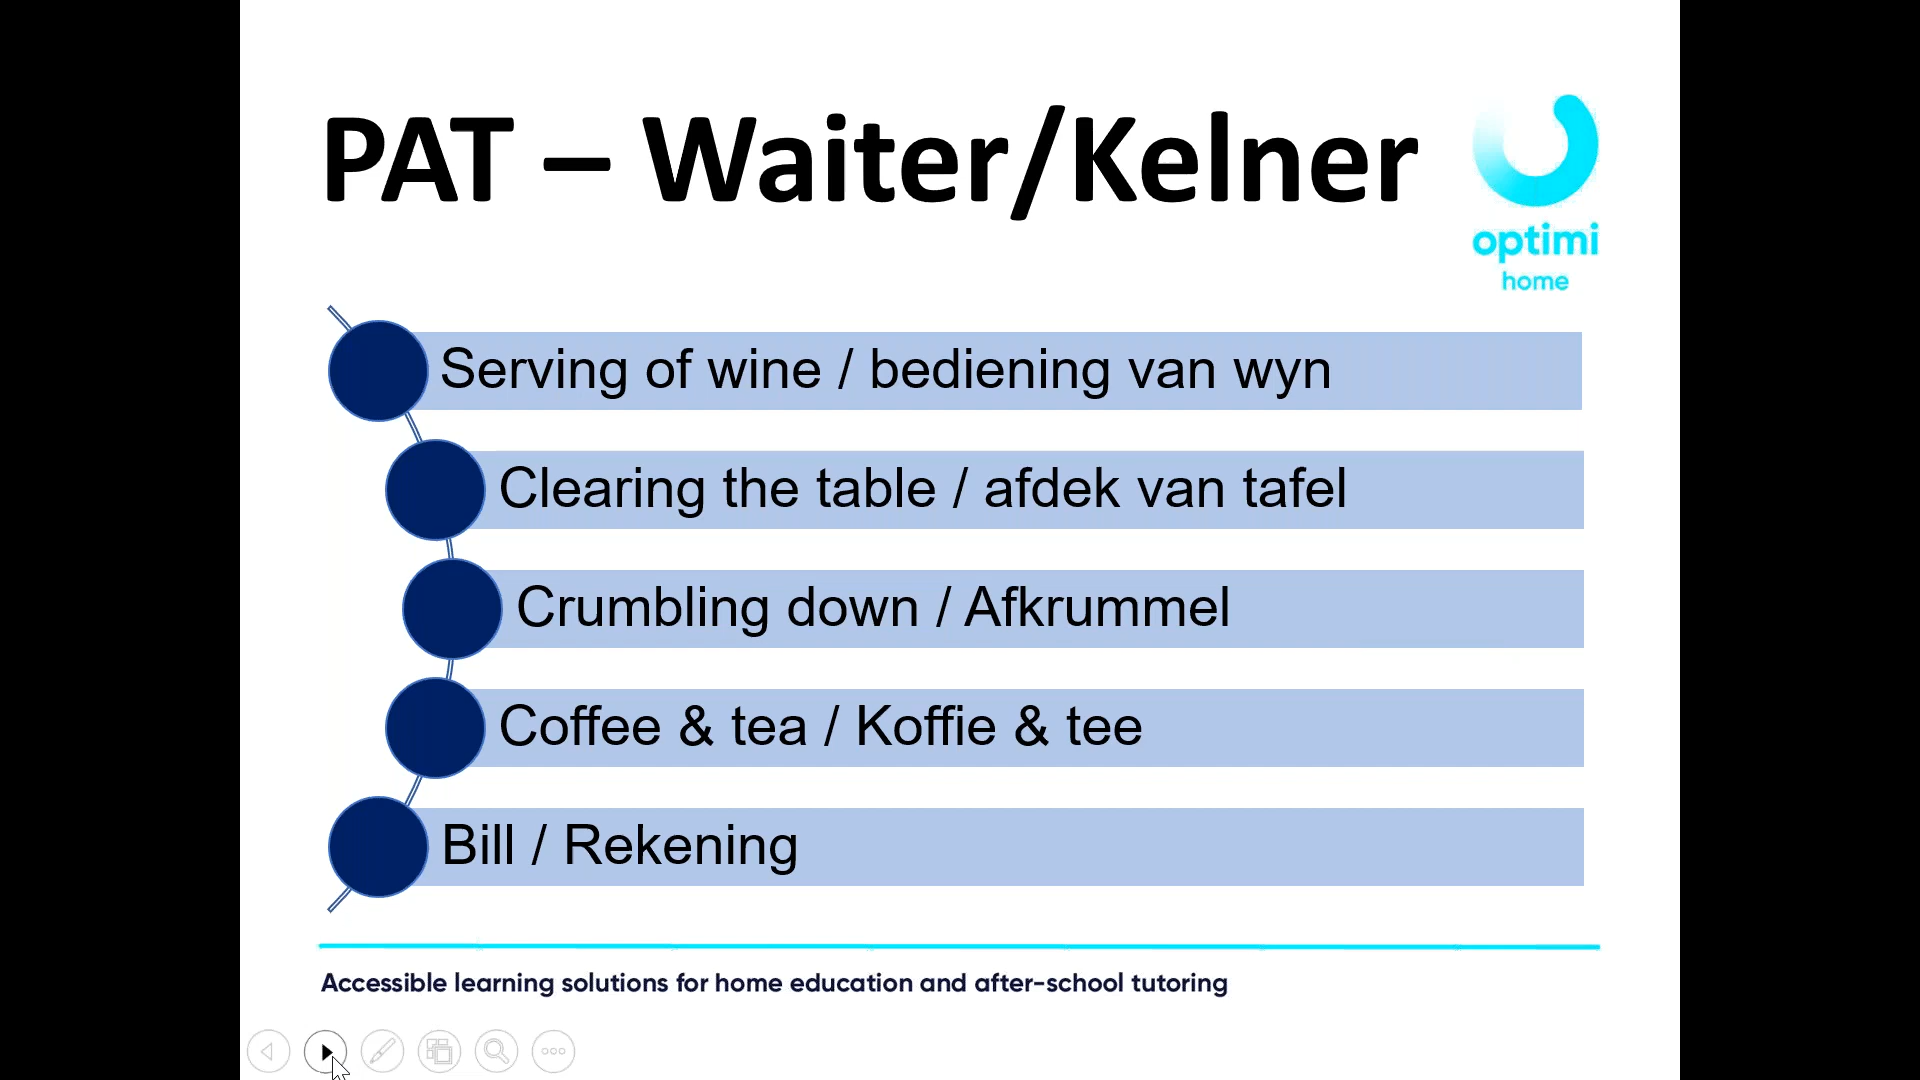 PAT – Waiter/Kelner
optimi
home
Serving of wine / bediening van wyn
Clearing the table / afdek van tafel
Crumbling down / Afkrummel
Coffee & tea / Koffie & tee
Bill / Rekening
Accessible learning solutions for home education and after-school tutoring